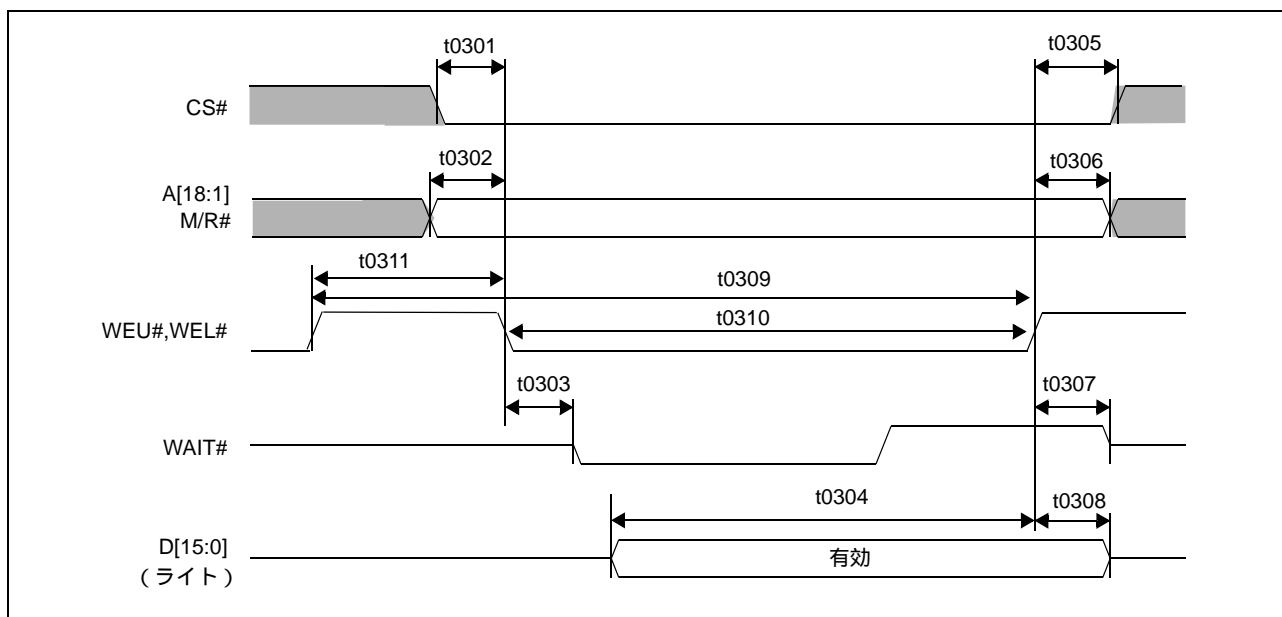 t0301
t0305
CS#
t0302
t0306
A[18:1]
M/R#
t0311
t0309
t0310
WEU#,WEL#
t0303
t0307
WAIT#
t0304
t0308
D[15:0]
有効
(ライト)